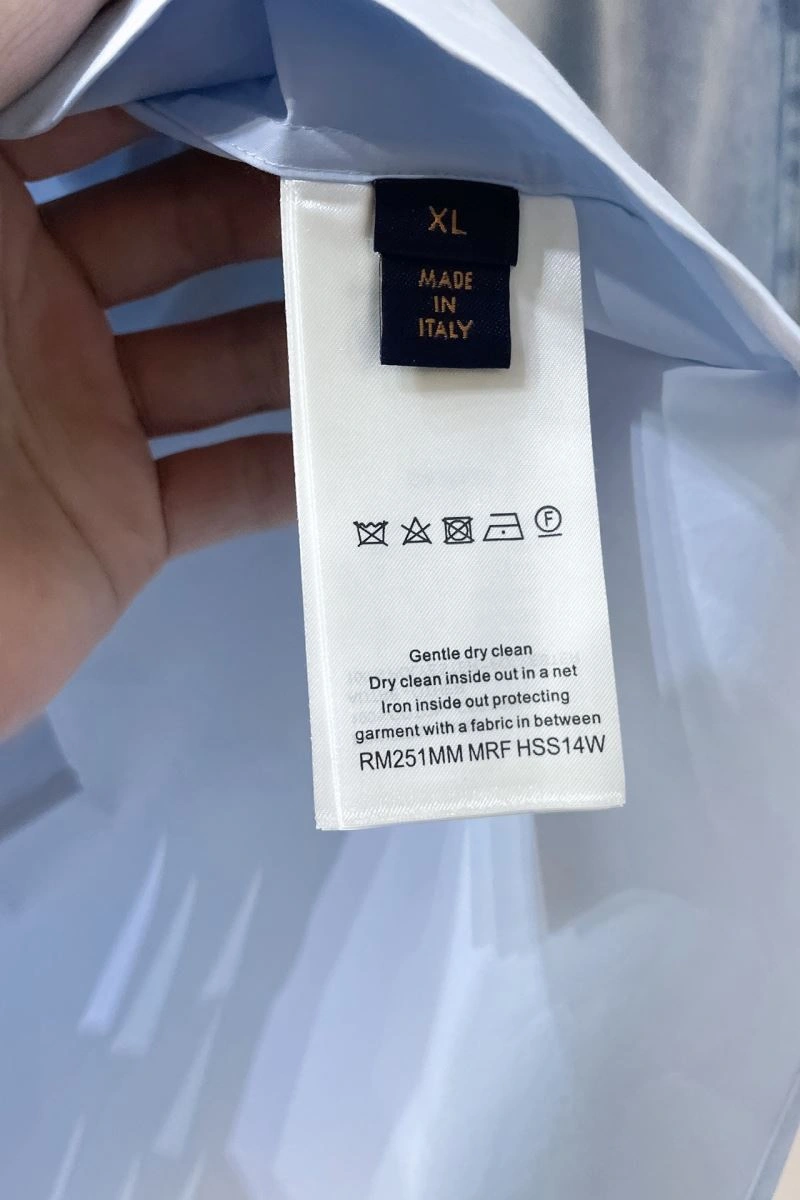 XL
MADE
IN
ITALY
F
Gentle dry clean
Dry clean inside out in a net
Iron inside out protecting
garment with a fabric in between
RM251MM MRF HSS14W